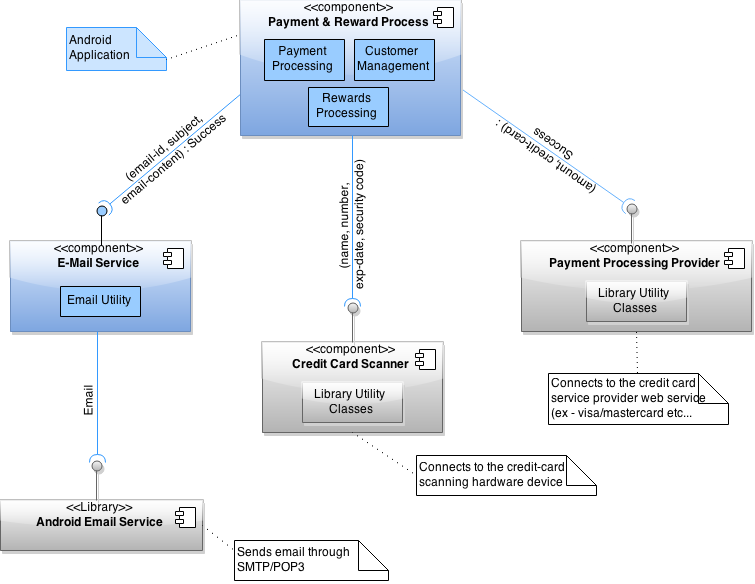 <<component>>
Payment & Reward Process
Android
Application
Payment
Processing
Customer
Management
Rewards
Processing
(email-id, subject,
email-content) : Success
(name, number,
exp-date, security code)
(amount, credit-card) :
Success
<<component>>
E-Mail Service
Email Utility
<<component>>
Payment Processing Provider
Library Utility
Classes
<<component>>
Credit Card Scanner
Library Utility
Classes
Connects to the credit card
service provider web service
(ex - visa/mastercard etc...
Email
Connects to the credit-card
scanning hardware device
<<Library>>
Android Email Service
Sends email through
SMTP/POP3